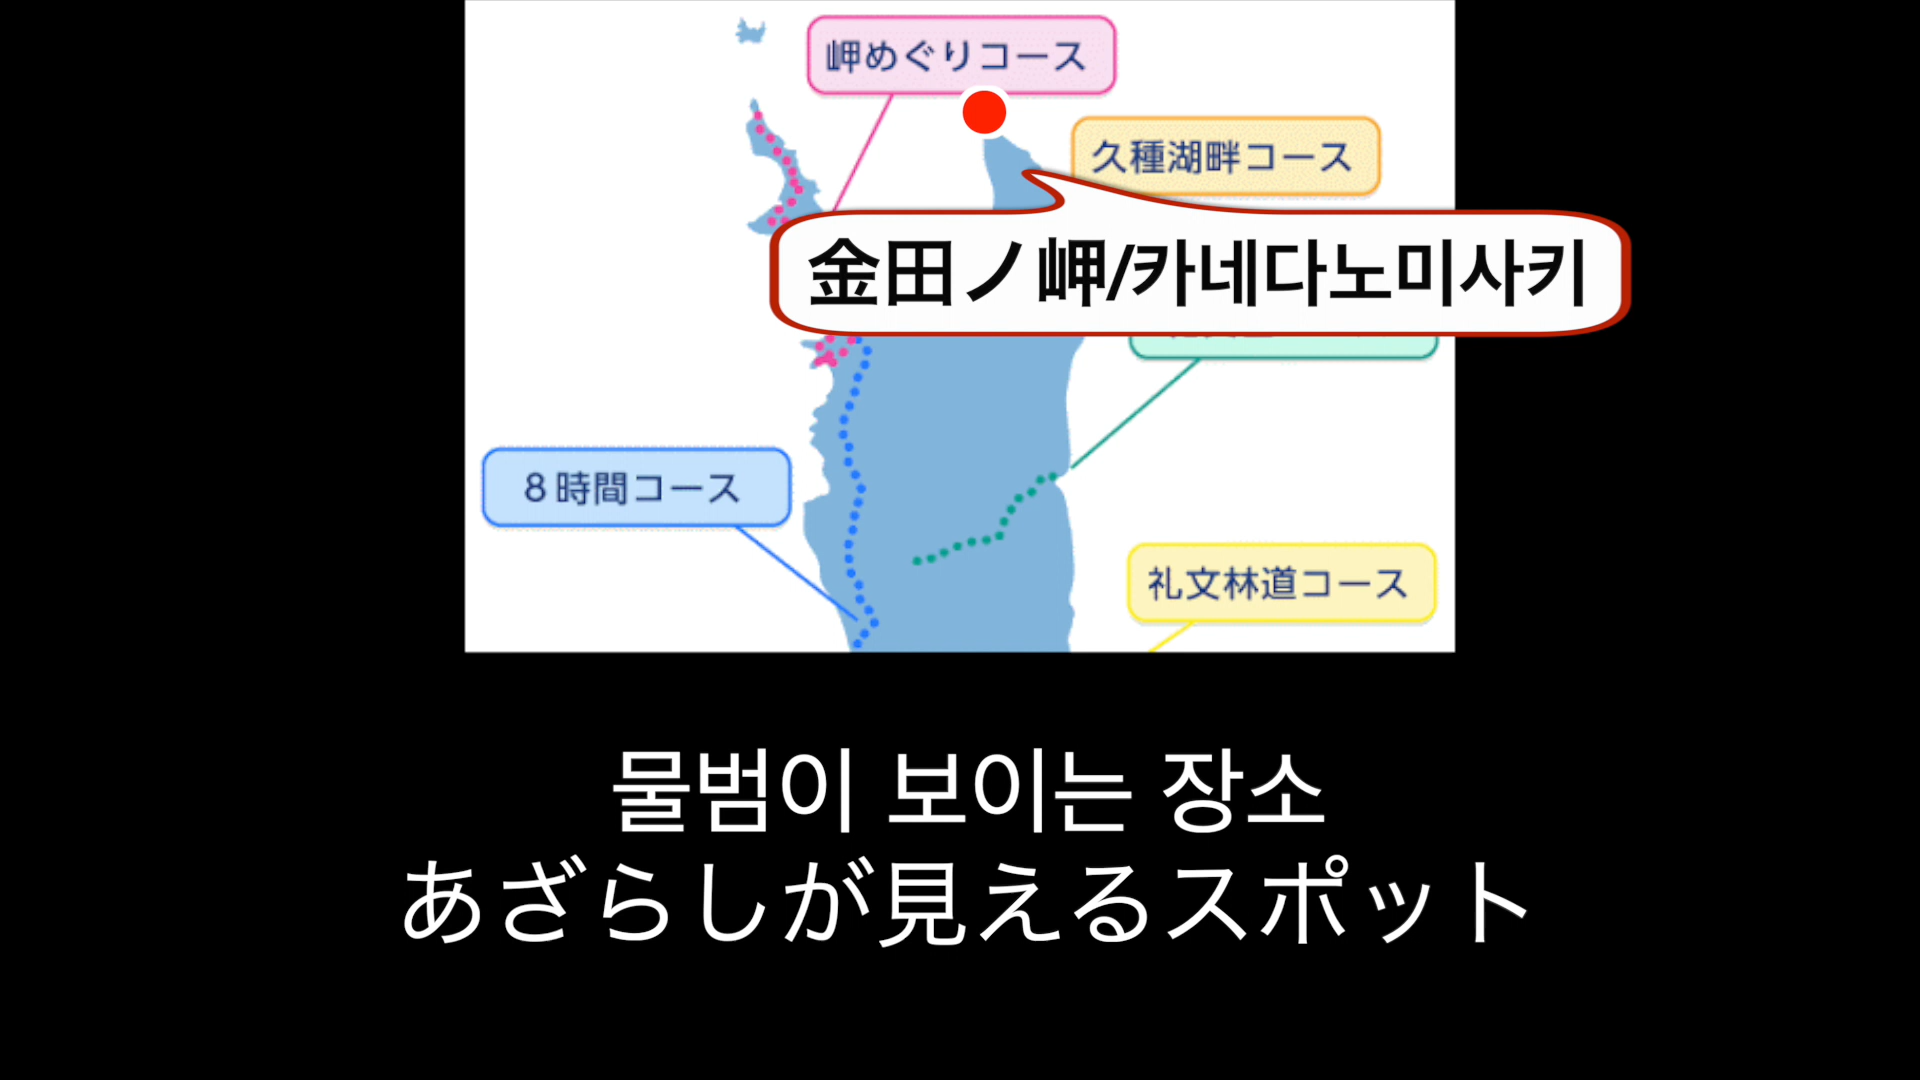 岬めぐりコース
久種湖畔コース
金田ノ岬/카네다노미사키
８時間コース
礼文林道コース
물범이 보이는 장소
あざらしが見えるスポット